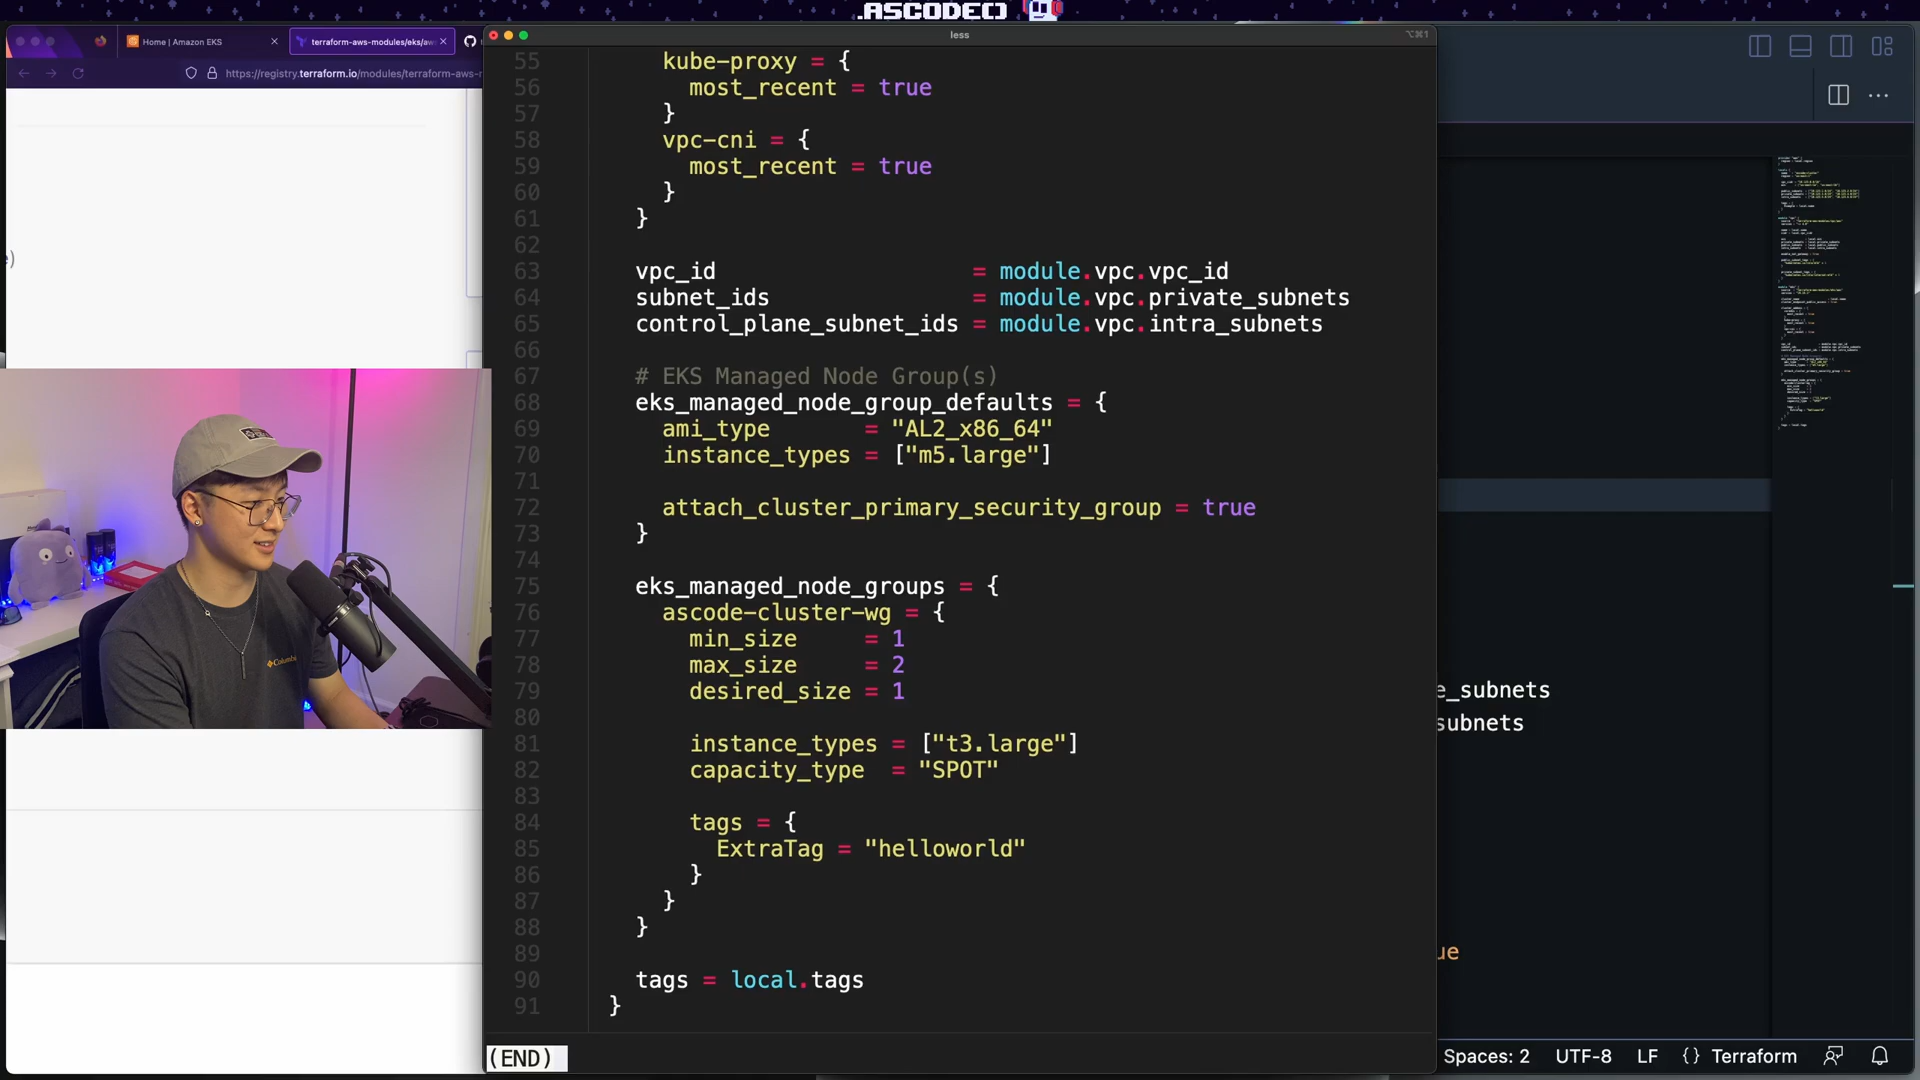 .ASCODE()
Home | Amazon EKS
terraform-aws-modules/eks/aw
https://registry.terraform.io/modules/terraform-aws-
less
⌥⌘1
55 kube-proxy = {
56 most_recent = true
57 }
58 vpc-cni = {
59 most_recent = true
60 }
61 }
62
63 vpc_id = module.vpc.vpc_id
64 subnet_ids = module.vpc.private_subnets
65 control_plane_subnet_ids = module.vpc.intra_subnets
66
67 # EKS Managed Node Group(s)
68 eks_managed_node_group_defaults = {
69 ami_type = "AL2_x86_64"
70 instance_types = ["m5.large"]
71
72 attach_cluster_primary_security_group = true
73 }
74
75 eks_managed_node_groups = {
76 ascode-cluster-wg = {
77 min_size = 1
78 max_size = 2
79 desired_size = 1
80
81 instance_types = ["t3.large"]
82 capacity_type = "SPOT"
83
84 tags = {
85 ExtraTag = "helloworld"
86 }
87 }
88 }
89
90 tags = local.tags
91 }
(END)
)
Columbia
e_subnets
subnets
ue
Spaces: 2 UTF-8 LF {} Terraform